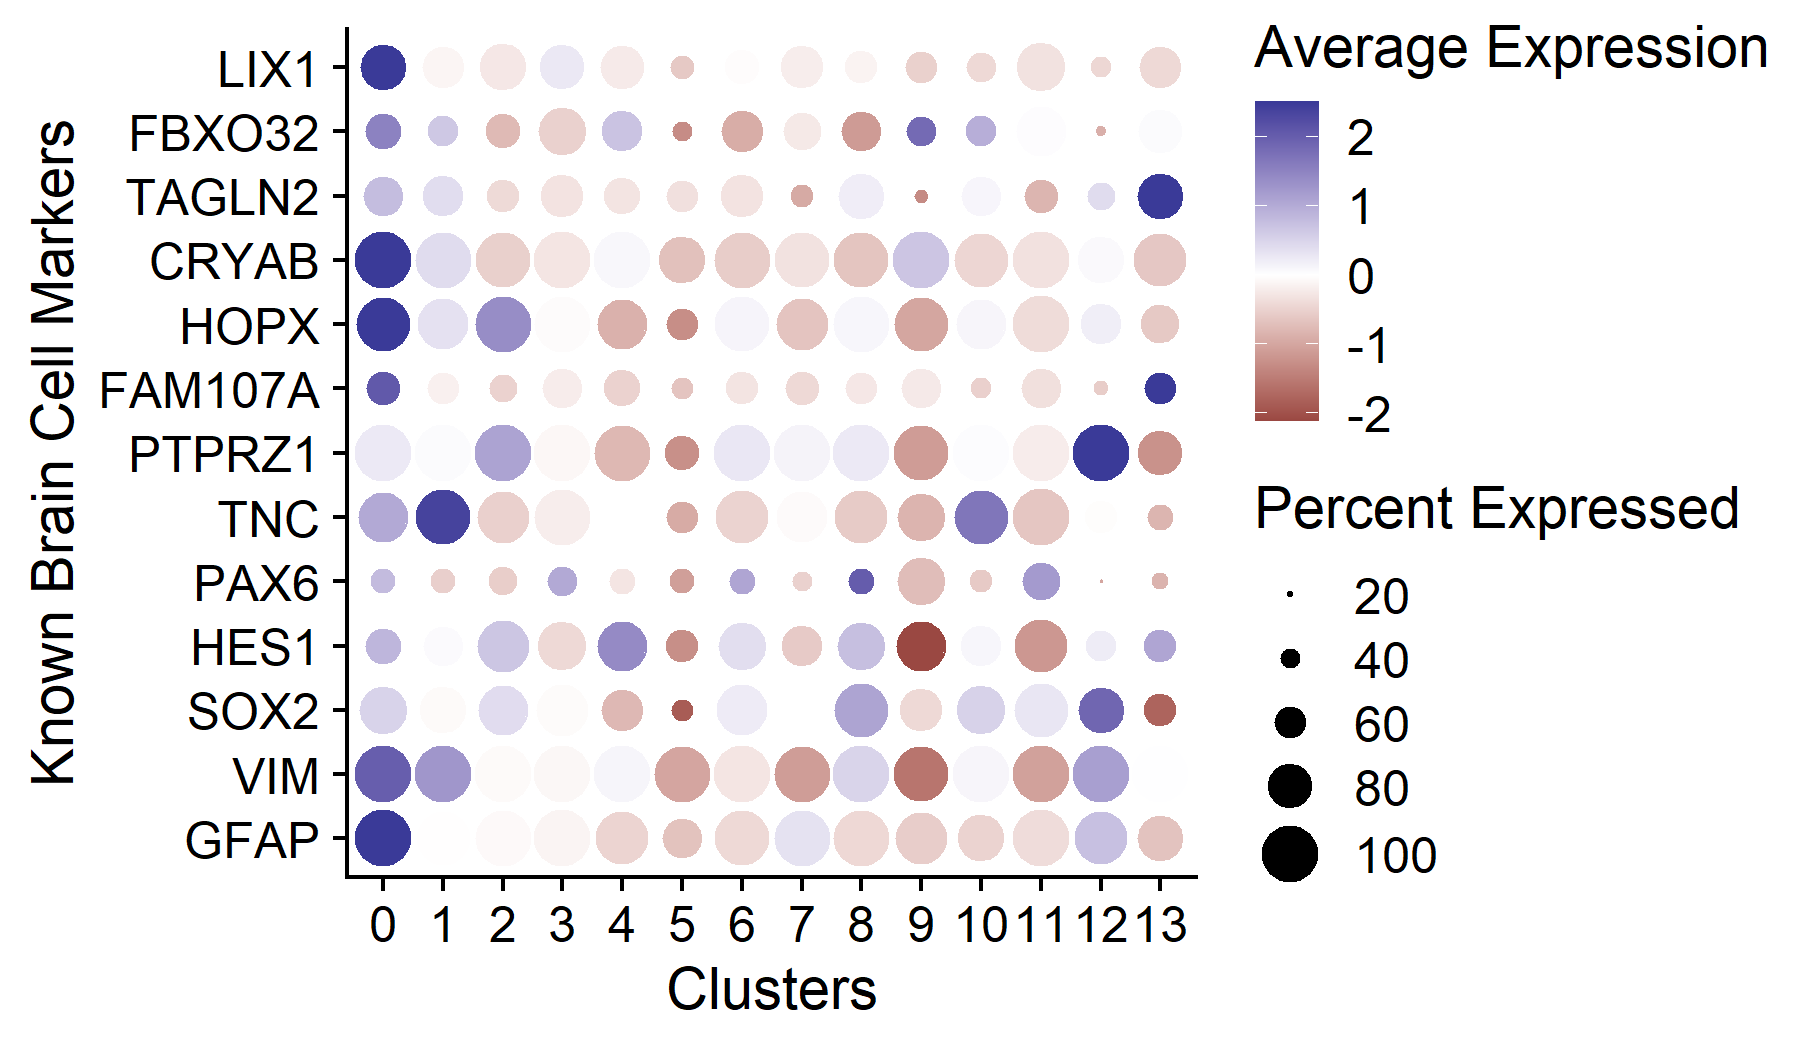 Known Brain Cell Markers
LIX1
FBXO32
TAGLN2
CRYAB
HOPX
FAM107A
PTPRZ1
TNC
PAX6
HES1
SOX2
VIM
GFAP
0 1 2 3 4 5 6 7 8 9 10 11 12 13
Clusters
Average Expression
2
1
0
-1
-2
Percent Expressed
20
40
60
80
100